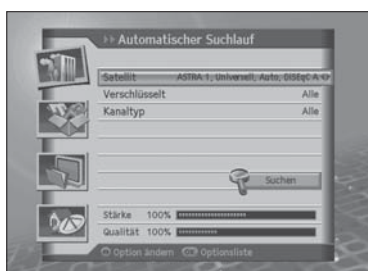 Automatischer Suchlauf
Satellit ASTRA 1, Universell, Auto, DiSEqC A
Verschlüsselt Alle
Kanaltyp Alle
Suchen
Stärke 100%
Qualität 100%
Option ändern OK Optionsliste